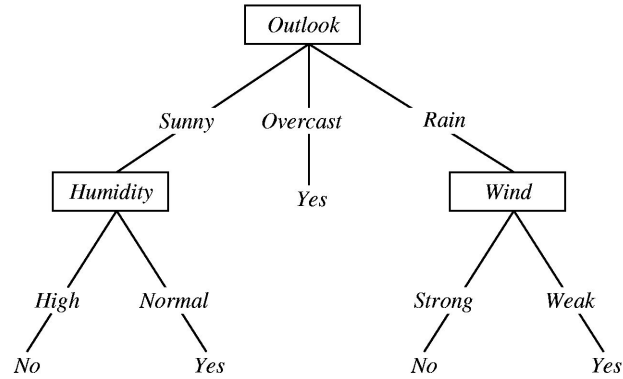 Outlook
Sunny Overcast Rain
Humidity Yes Wind
High Normal Strong Weak
No Yes No Yes